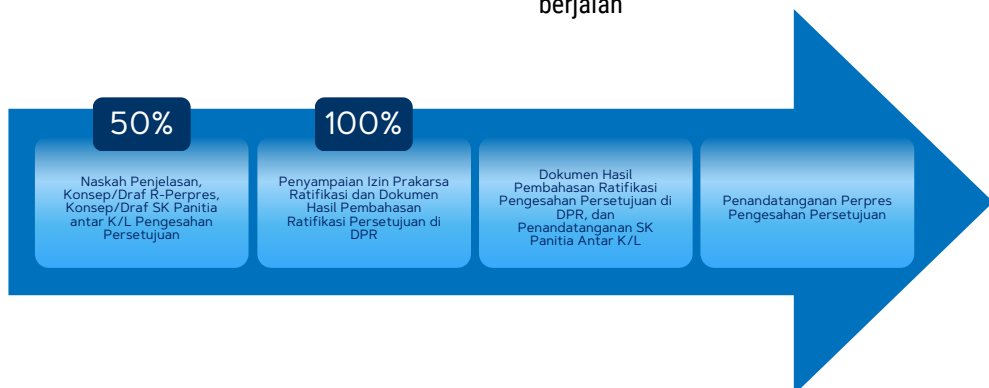 berjalan
50%
Naskah Penjelasan,
Konsep/Draf R-Perpres,
Konsep/Draf SK Panitia
antar K/L Pengesahan
Persetujuan
100%
Penyampaian Izin Prakarsa
Ratifikasi dan Dokumen
Hasil Pembahasan
Ratifikasi Persetujuan di
DPR
Dokumen Hasil
Pembahasan Ratifikasi
Pengesahan Persetujuan di
DPR, dan
Penandatanganan SK
Panitia Antar K/L
Penandatanganan Perpres
Pengesahan Persetujuan